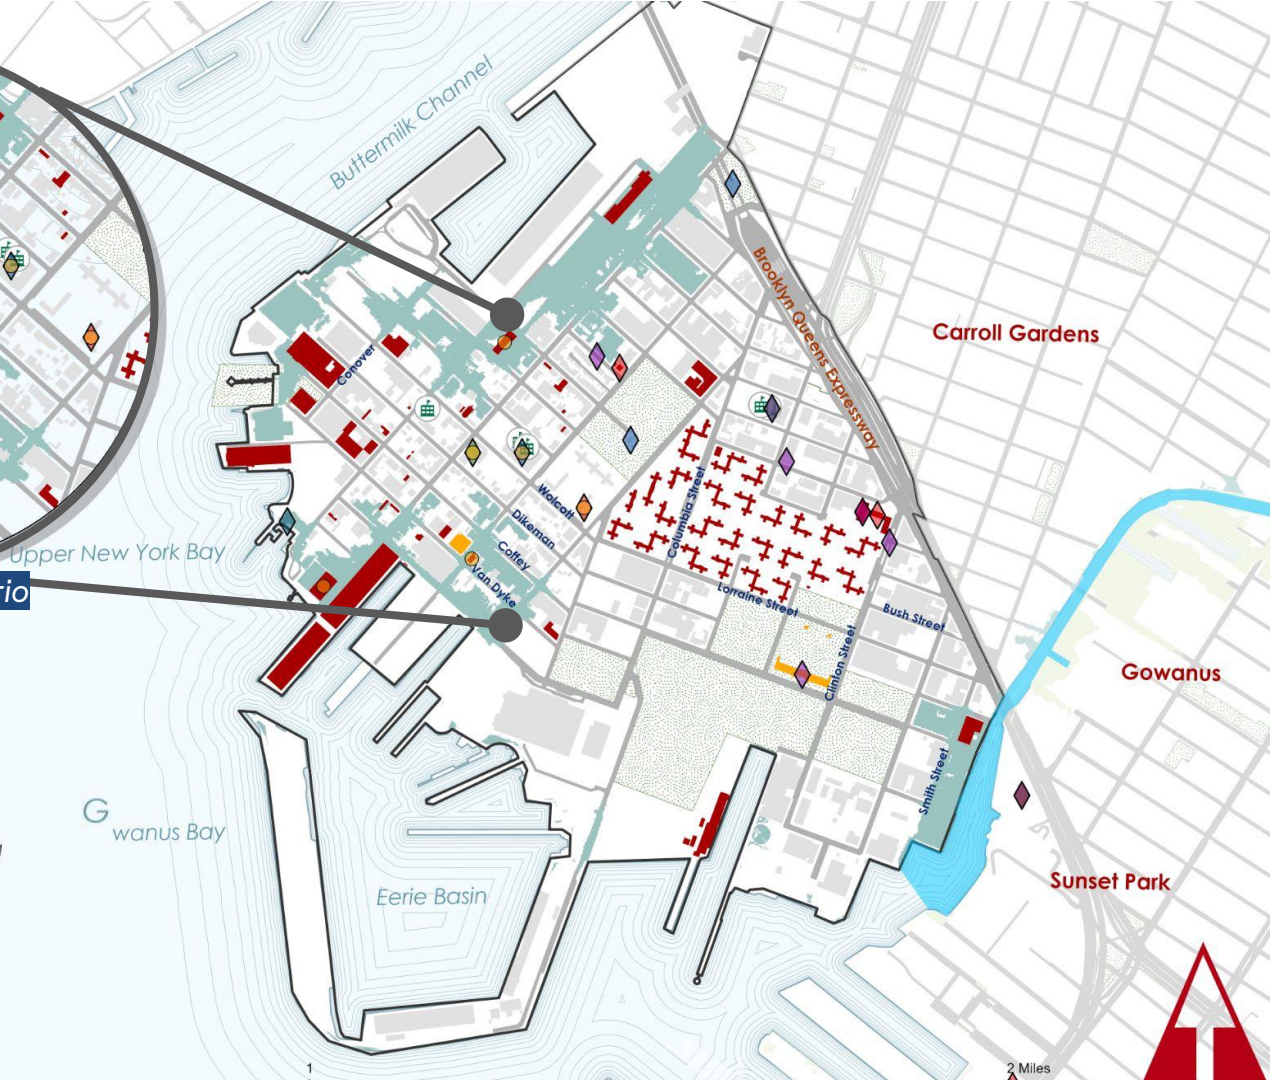 Buttermilk Channel
Brooklyn Queens Expressway
Carroll Gardens
Conover
Columbia Street
Wolcott
Dikeman
Coffey
Van Dyke
Upper New York Bay
rio
Lorraine Street
Bush Street
Clinton Street
Gowanus
Smith Street
G
wanus Bay
Eerie Basin
Sunset Park
1
2 Miles